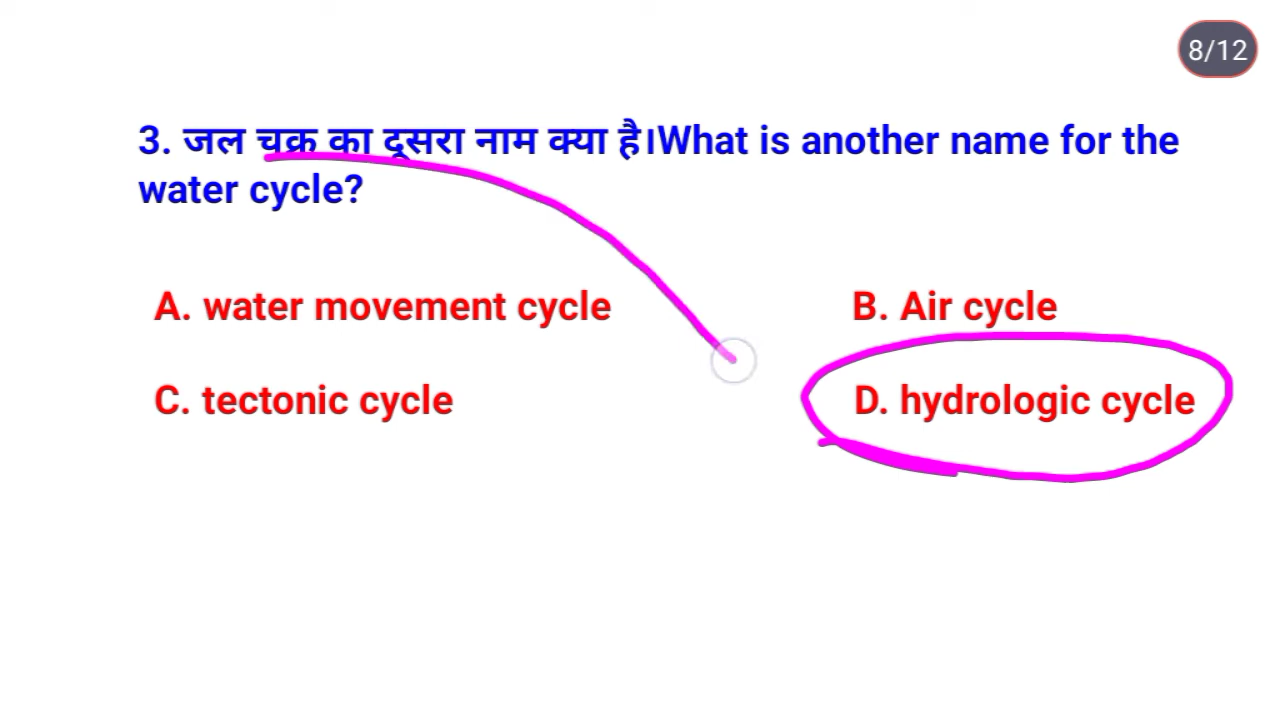 8/12
3. जल चक्र का दूसरा नाम क्या है।What is another name for the
water cycle?
A. water movement cycle B. Air cycle
C. tectonic cycle D. hydrologic cycle